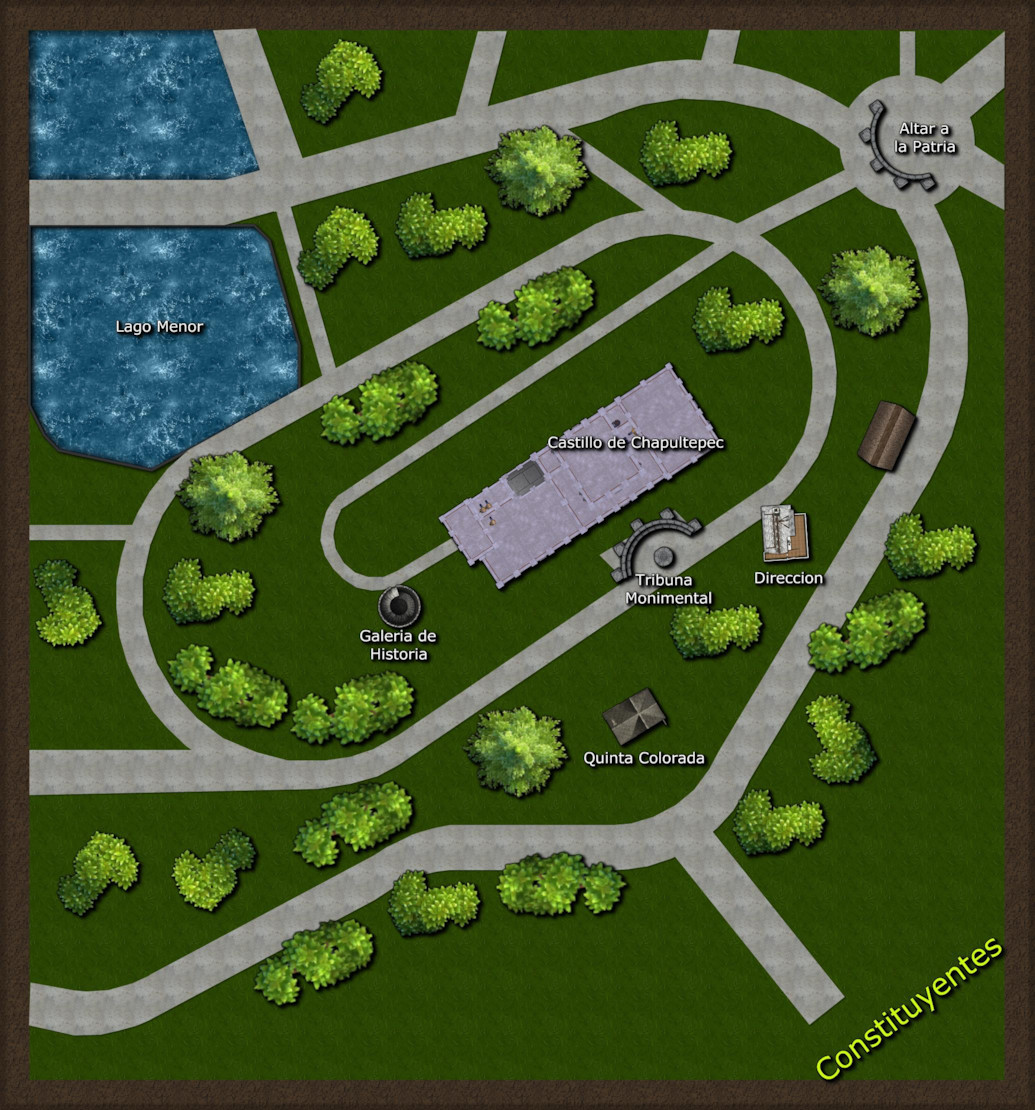 Altar a
la Patria
Lago Menor
Castillo de Chapultepec
Tribuna
Monimental
Direccion
Galeria de
Historia
Quinta Colorada
Constituyentes